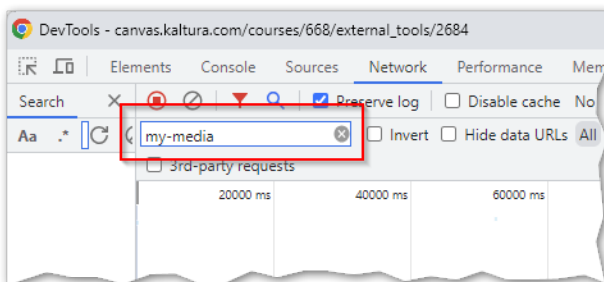 DevTools - canvas.kaltura.com/courses/668/external_tools/2684
Elements Console Sources Network Performance Mem
Search Preserve log Disable cache No
Aa .* my-media Invert Hide data URLs All
3rd-party requests
20000 ms 40000 ms 60000 ms